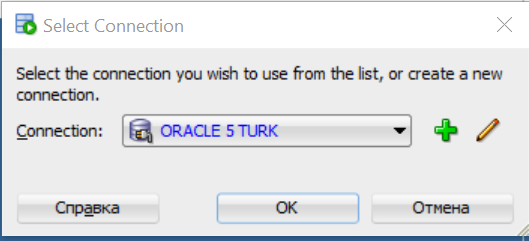 Select Connection
Select the connection you wish to use from the list, or create a new
connection.
Connection: ORACLE 5 TURK
Справка OK Отмена